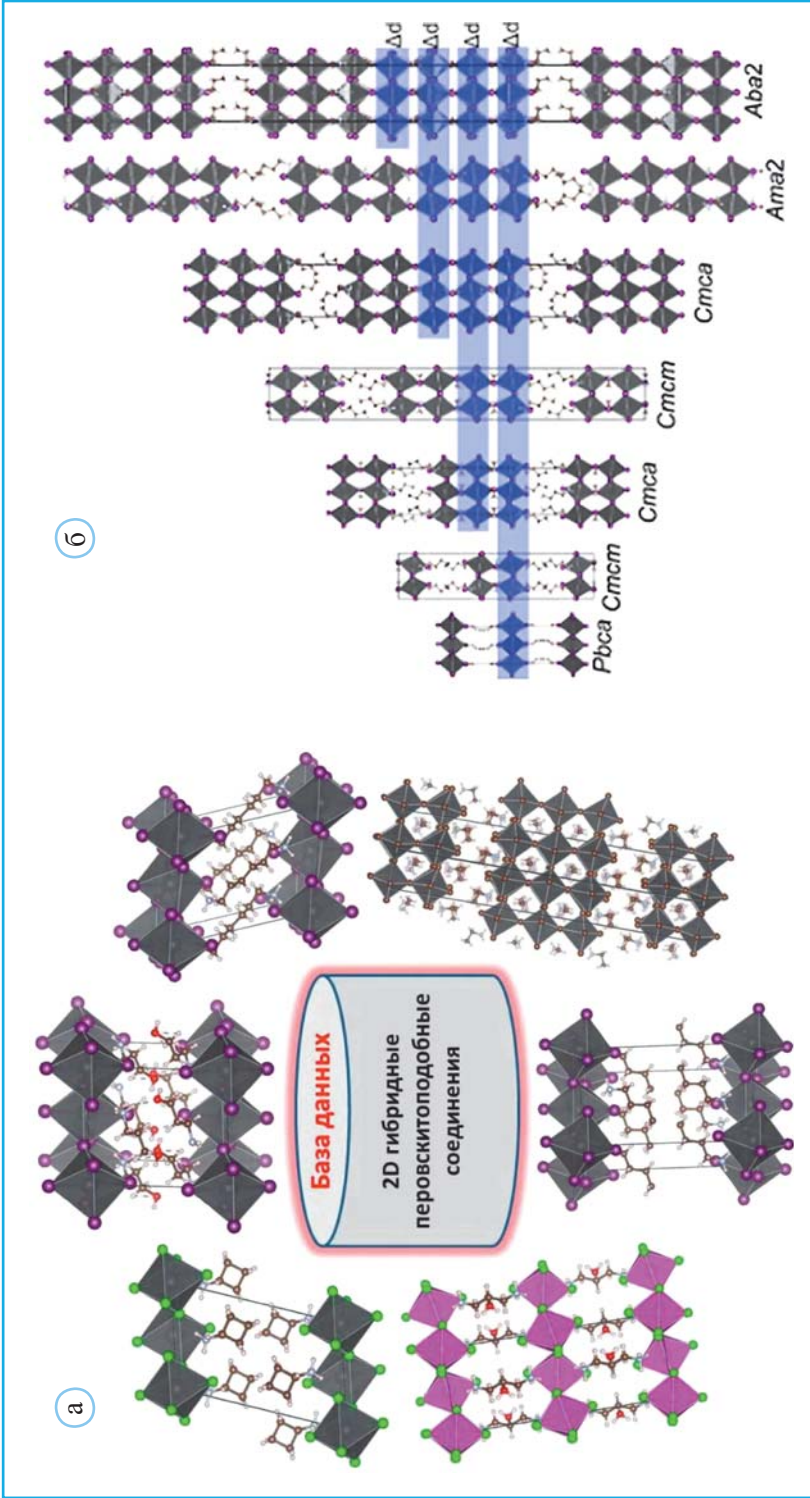 а
База данных
2D гибридные
перовскитоподобные
соединения
б
Pbca
Cmcm
Cmca
Cmcm
Cmca
Ama2
Aba2
Δd
Δd
Δd
Δd